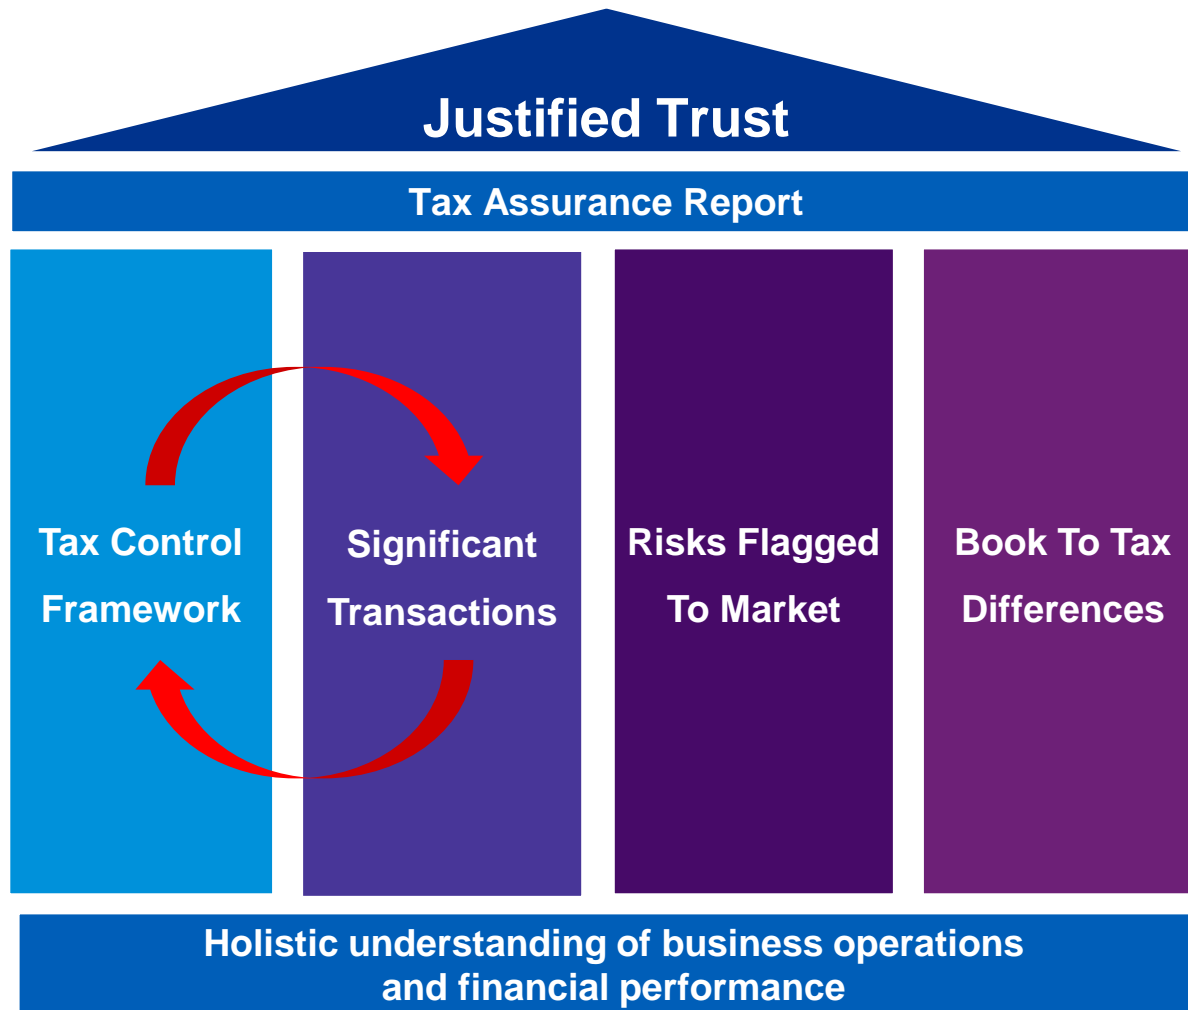 Justified Trust
Tax Assurance Report
Tax Control
Framework
Significant
Transactions
Risks Flagged
To Market
Book To Tax
Differences
Holistic understanding of business operations
and financial performance